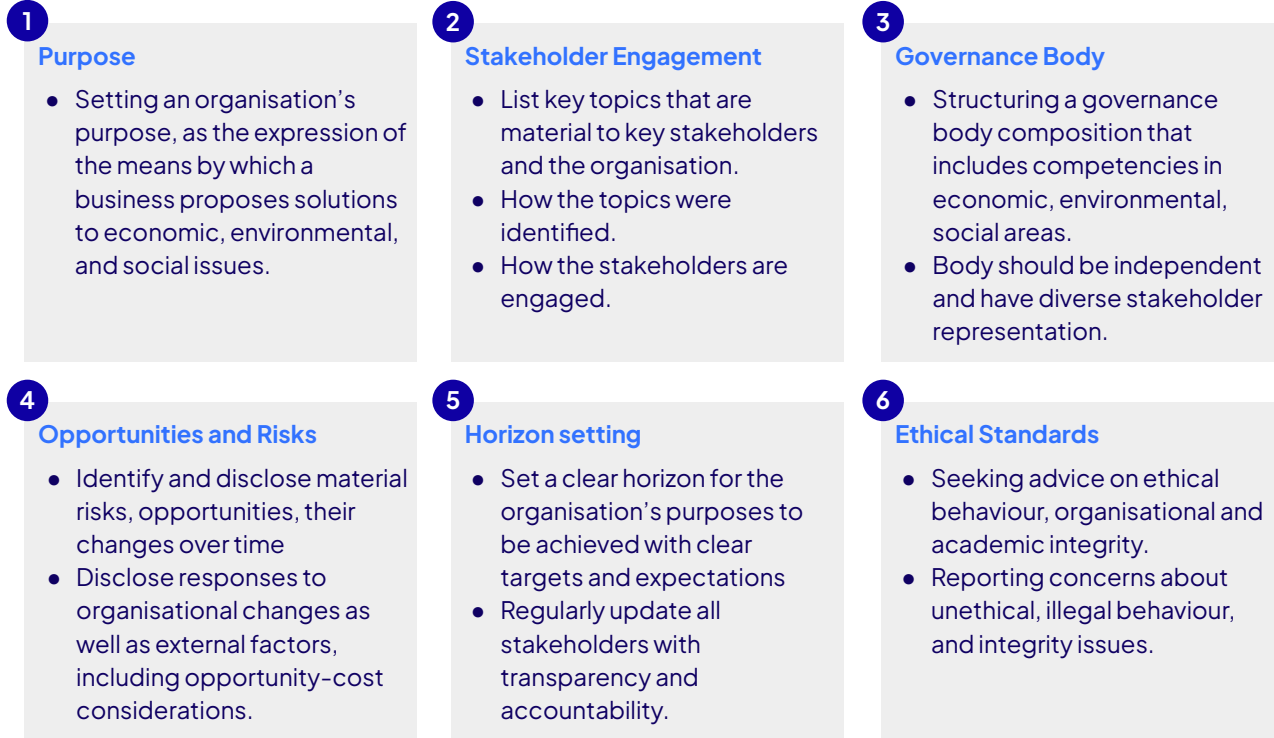 1
Purpose
● Setting an organisation's
purpose, as the expression of
the means by which a
business proposes solutions
to economic, environmental,
and social issues.
2
Stakeholder Engagement
● List key topics that are
material to key stakeholders
and the organisation.
● How the topics were
identified.
● How the stakeholders are
engaged.
3
Governance Body
● Structuring a governance
body composition that
includes competencies in
economic, environmental,
social areas.
● Body should be independent
and have diverse stakeholder
representation.
4
Opportunities and Risks
● Identify and disclose material
risks, opportunities, their
changes over time
● Disclose responses to
organisational changes as
well as external factors,
including opportunity-cost
considerations.
5
Horizon setting
● Set a clear horizon for the
organisation's purposes to
be achieved with clear
targets and expectations
● Regularly update all
stakeholders with
transparency and
accountability.
6
Ethical Standards
● Seeking advice on ethical
behaviour, organisational and
academic integrity.
● Reporting concerns about
unethical, illegal behaviour,
and integrity issues.